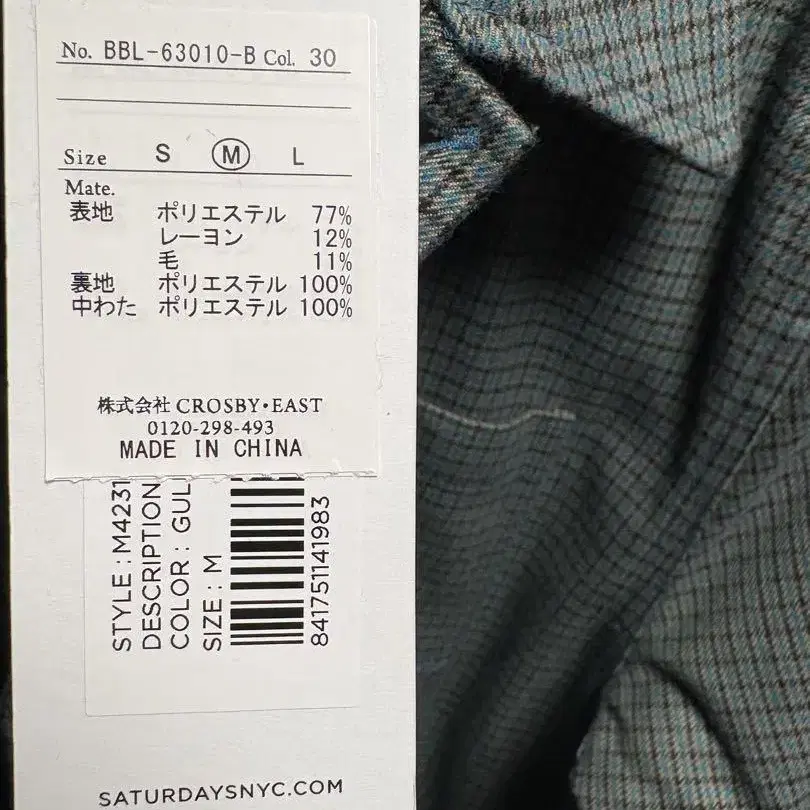 No. BBL-63010-B Col. 30
Size S M L
Mate.
表地 ポリエステル 77%
レーヨン 12%
毛 11%
裏地 ポリエステル 100%
中わた ポリエステル 100%
株式会社 CROSBY・EAST
0120-298-493
MADE IN CHINA
STYLE : M4231
DESCRIPTION
COLOR : GUL
SIZE : M
841751141983
SATURDAYSNYC.COM